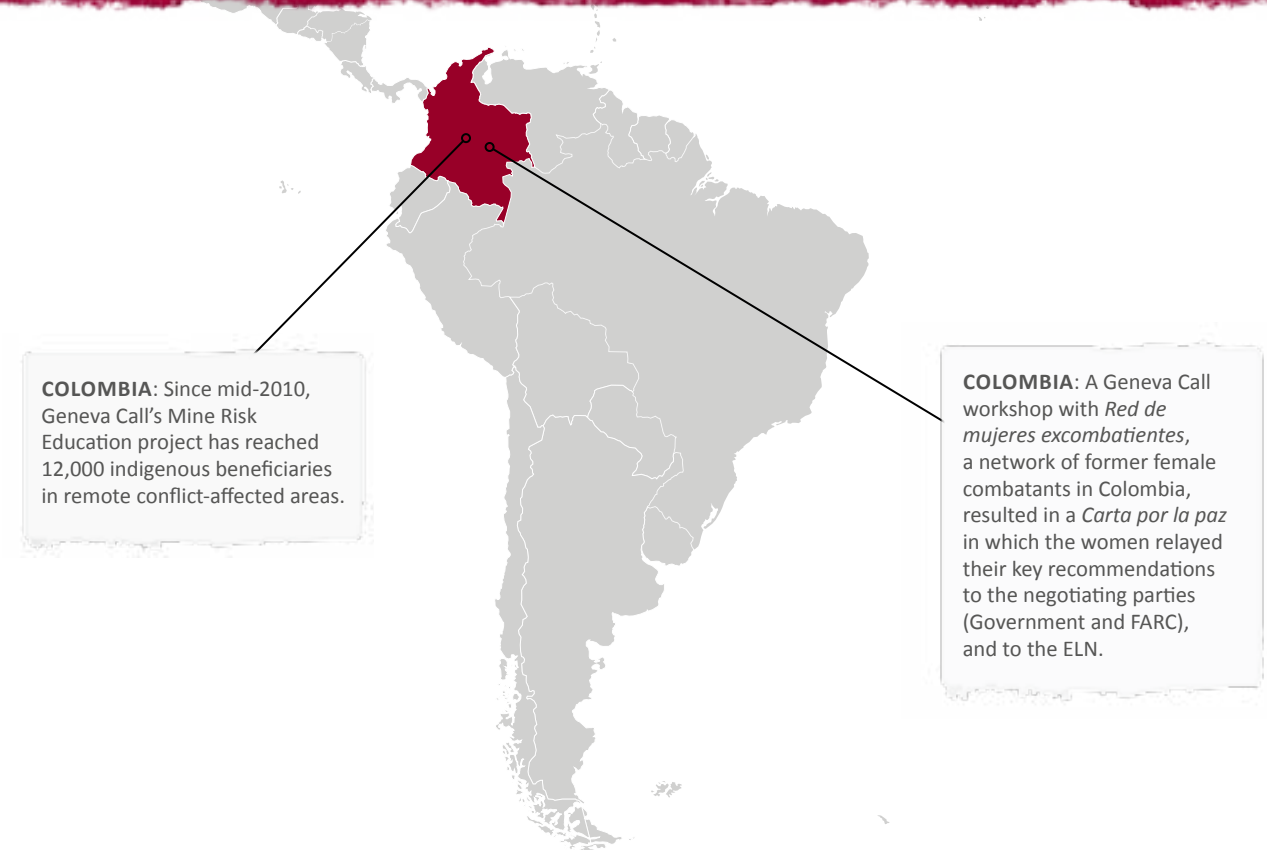 COLOMBIA: Since mid-2010,
Geneva Call's Mine Risk
Education project has reached
12,000 indigenous beneficiaries
in remote conflict-affected areas.
COLOMBIA: A Geneva Call
workshop with Red de
mujeres excombatientes,
a network of former female
combatants in Colombia,
resulted in a Carta por la paz
in which the women relayed
their key recommendations
to the negotiating parties
(Government and FARC),
and to the ELN.